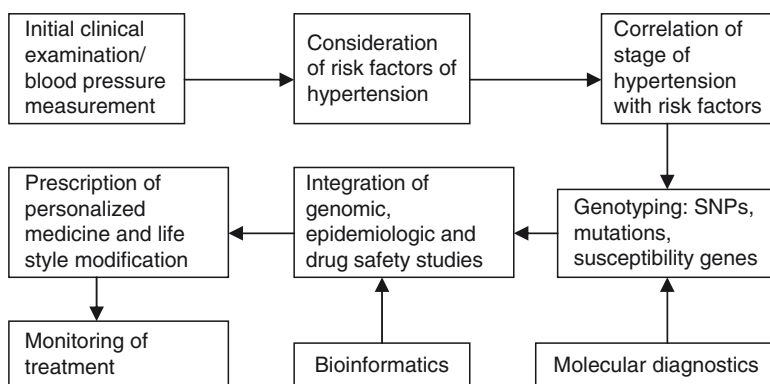 Initial clinical
examination/
blood pressure
measurement
Consideration
of risk factors of
hypertension
Correlation of
stage of
hypertension
with risk factors
Prescription of
personalized
medicine and life
style modification
Integration of
genomic,
epidemiologic and
drug safety studies
Genotyping: SNPs,
mutations,
susceptibility genes
Monitoring of
treatment
Bioinformatics
Molecular diagnostics